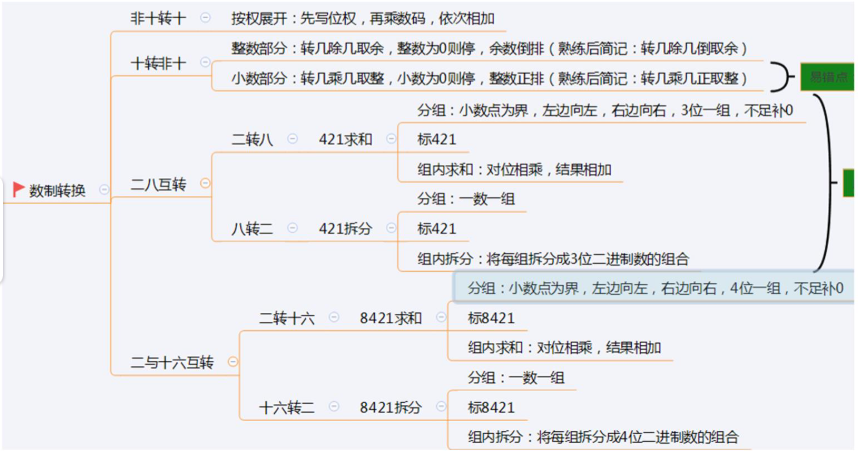 非十转十
按权展开：先写位权，再乘数码，依次相加
十转非十
整数部分：转几除几取余，整数为0则停，余数倒排（熟练后简记：转几除几倒取余）
小数部分：转几乘几取整，小数为0则停，整数正排（熟练后简记：转几乘几正取整）
易错点
数制转换
二八互转
二转八
421求和
分组：小数点为界，左边向左，右边向右，3位一组，不足补0
标421
组内求和：对位相乘，结果相加
八转二
421拆分
分组：一数一组
标421
组内拆分：将每组拆分成3位二进制数的组合
二与十六互转
二转十六
8421求和
分组：小数点为界，左边向左，右边向右，4位一组，不足补0
标8421
组内求和：对位相乘，结果相加
十六转二
8421拆分
分组：一数一组
标8421
组内拆分：将每组拆分成4位二进制数的组合